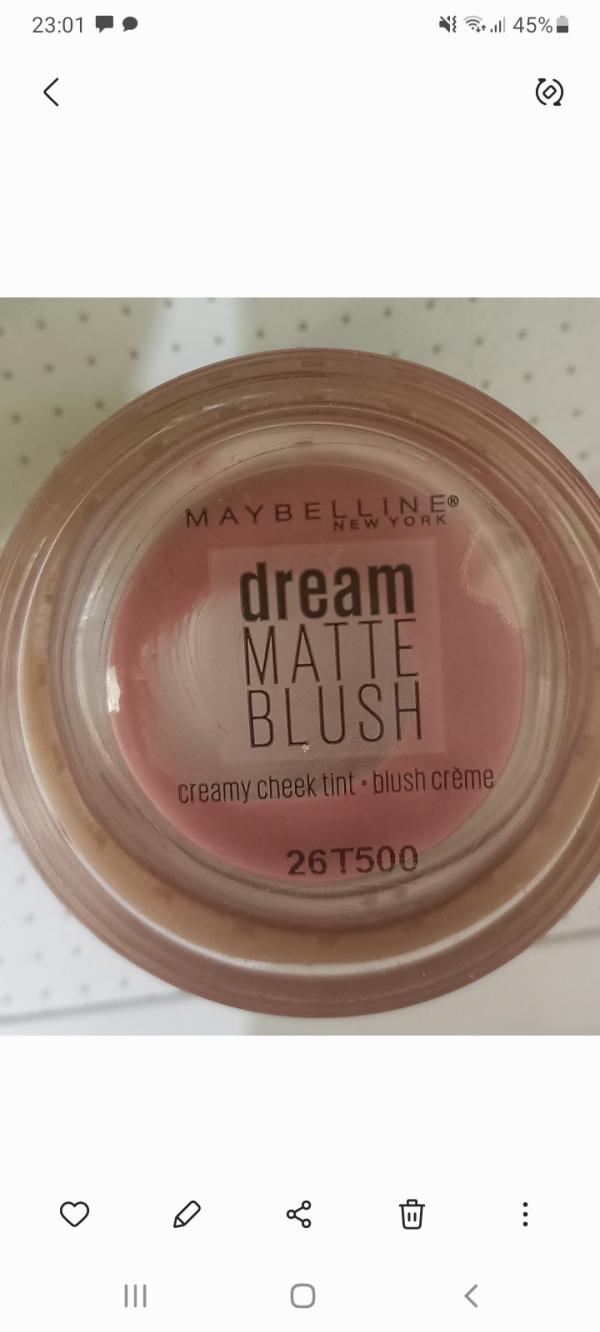 23:01 45%
MAYBELLINE®
NEW YORK
dream
MATTE
BLUSH
creamy cheek tint • blush crème
26T500